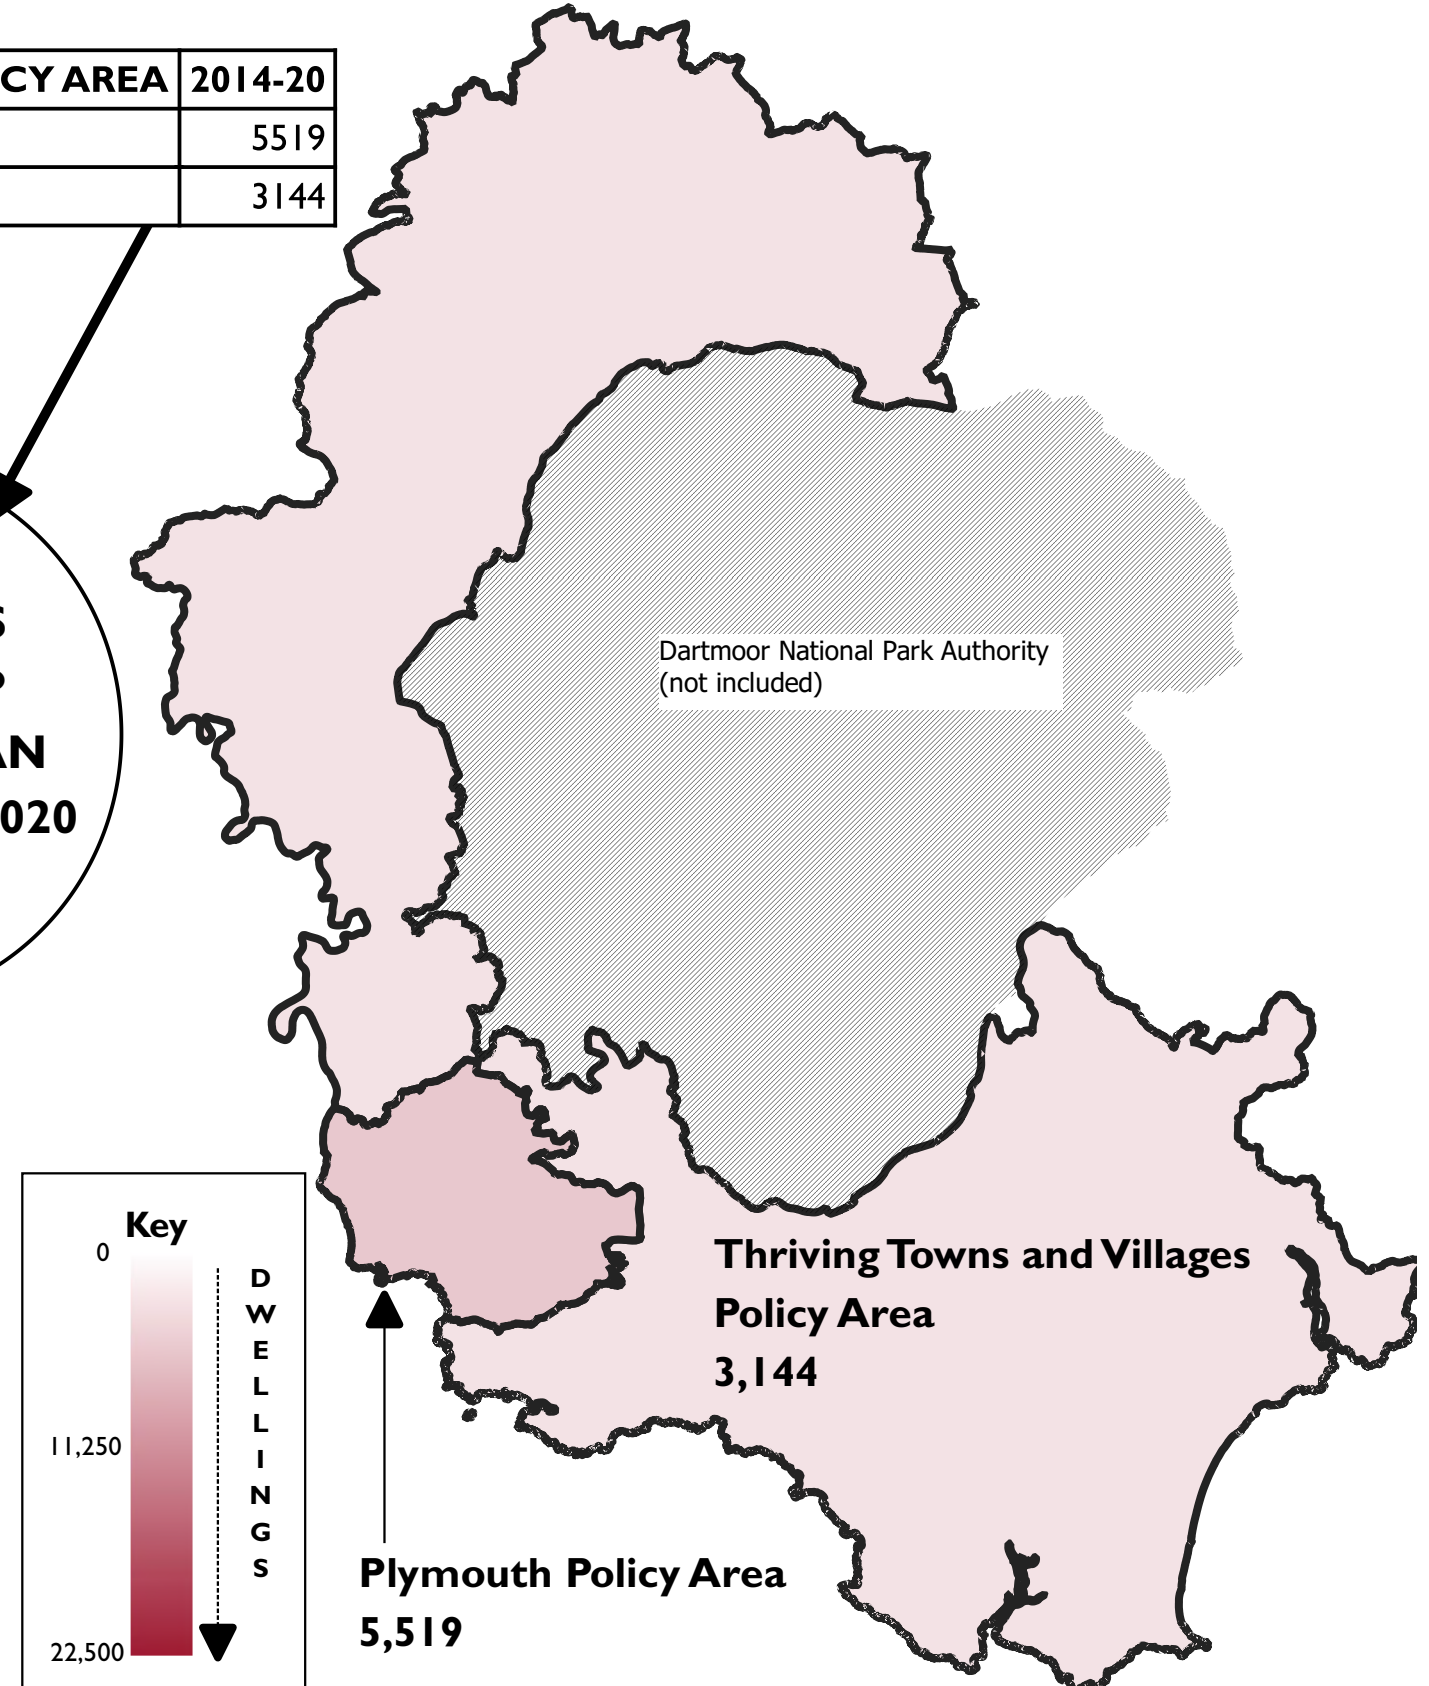 CY AREA 2014-20
5519
3144
S
AN
020
Dartmoor National Park Authority
(not included)
Key
0
11,250
22,500
D
W
E
L
L
I
N
G
S
Thriving Towns and Villages
Policy Area
3,144
Plymouth Policy Area
5,519